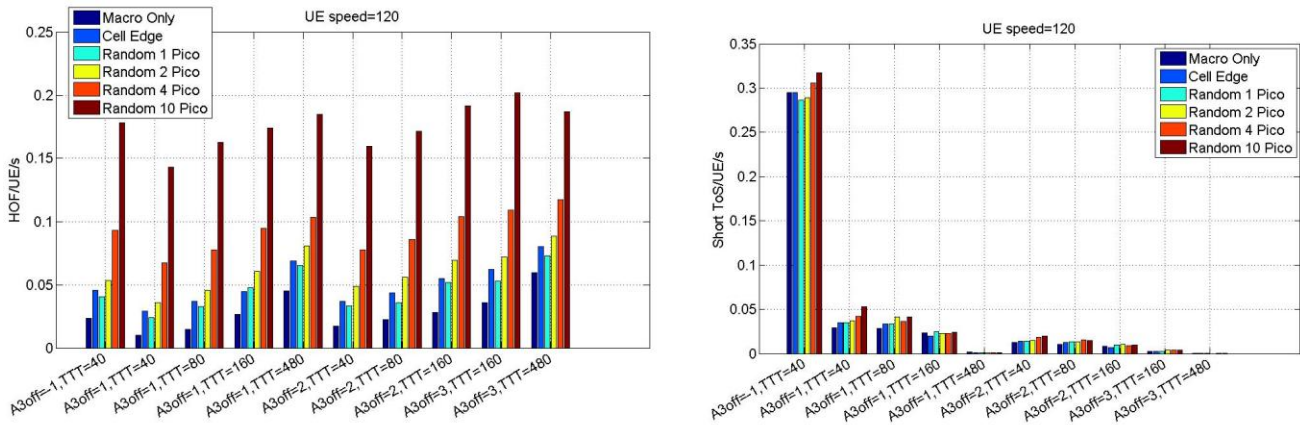 UE speed=120
Macro Only
Cell Edge
Random 1 Pico
Random 2 Pico
Random 4 Pico
Random 10 Pico
HOF/UE/s
0.25
0.2
0.15
0.1
0.05
0
A3off=-1,TTT=40
A3off=1,TTT=40
A3off=1,TTT=80
A3off=1,TTT=160
A3off=1,TTT=480
A3off=2,TTT=40
A3off=2,TTT=80
A3off=2,TTT=160
A3off=3,TTT=160
A3off=3,TTT=480
UE speed=120
Macro Only
Cell Edge
Random 1 Pico
Random 2 Pico
Random 4 Pico
Random 10 Pico
Short ToS/UE/s
0.35
0.3
0.25
0.2
0.15
0.1
0.05
0
A3off=-1,TTT=40
A3off=1,TTT=40
A3off=1,TTT=80
A3off=1,TTT=160
A3off=1,TTT=480
A3off=2,TTT=40
A3off=2,TTT=80
A3off=2,TTT=160
A3off=3,TTT=160
A3off=3,TTT=480